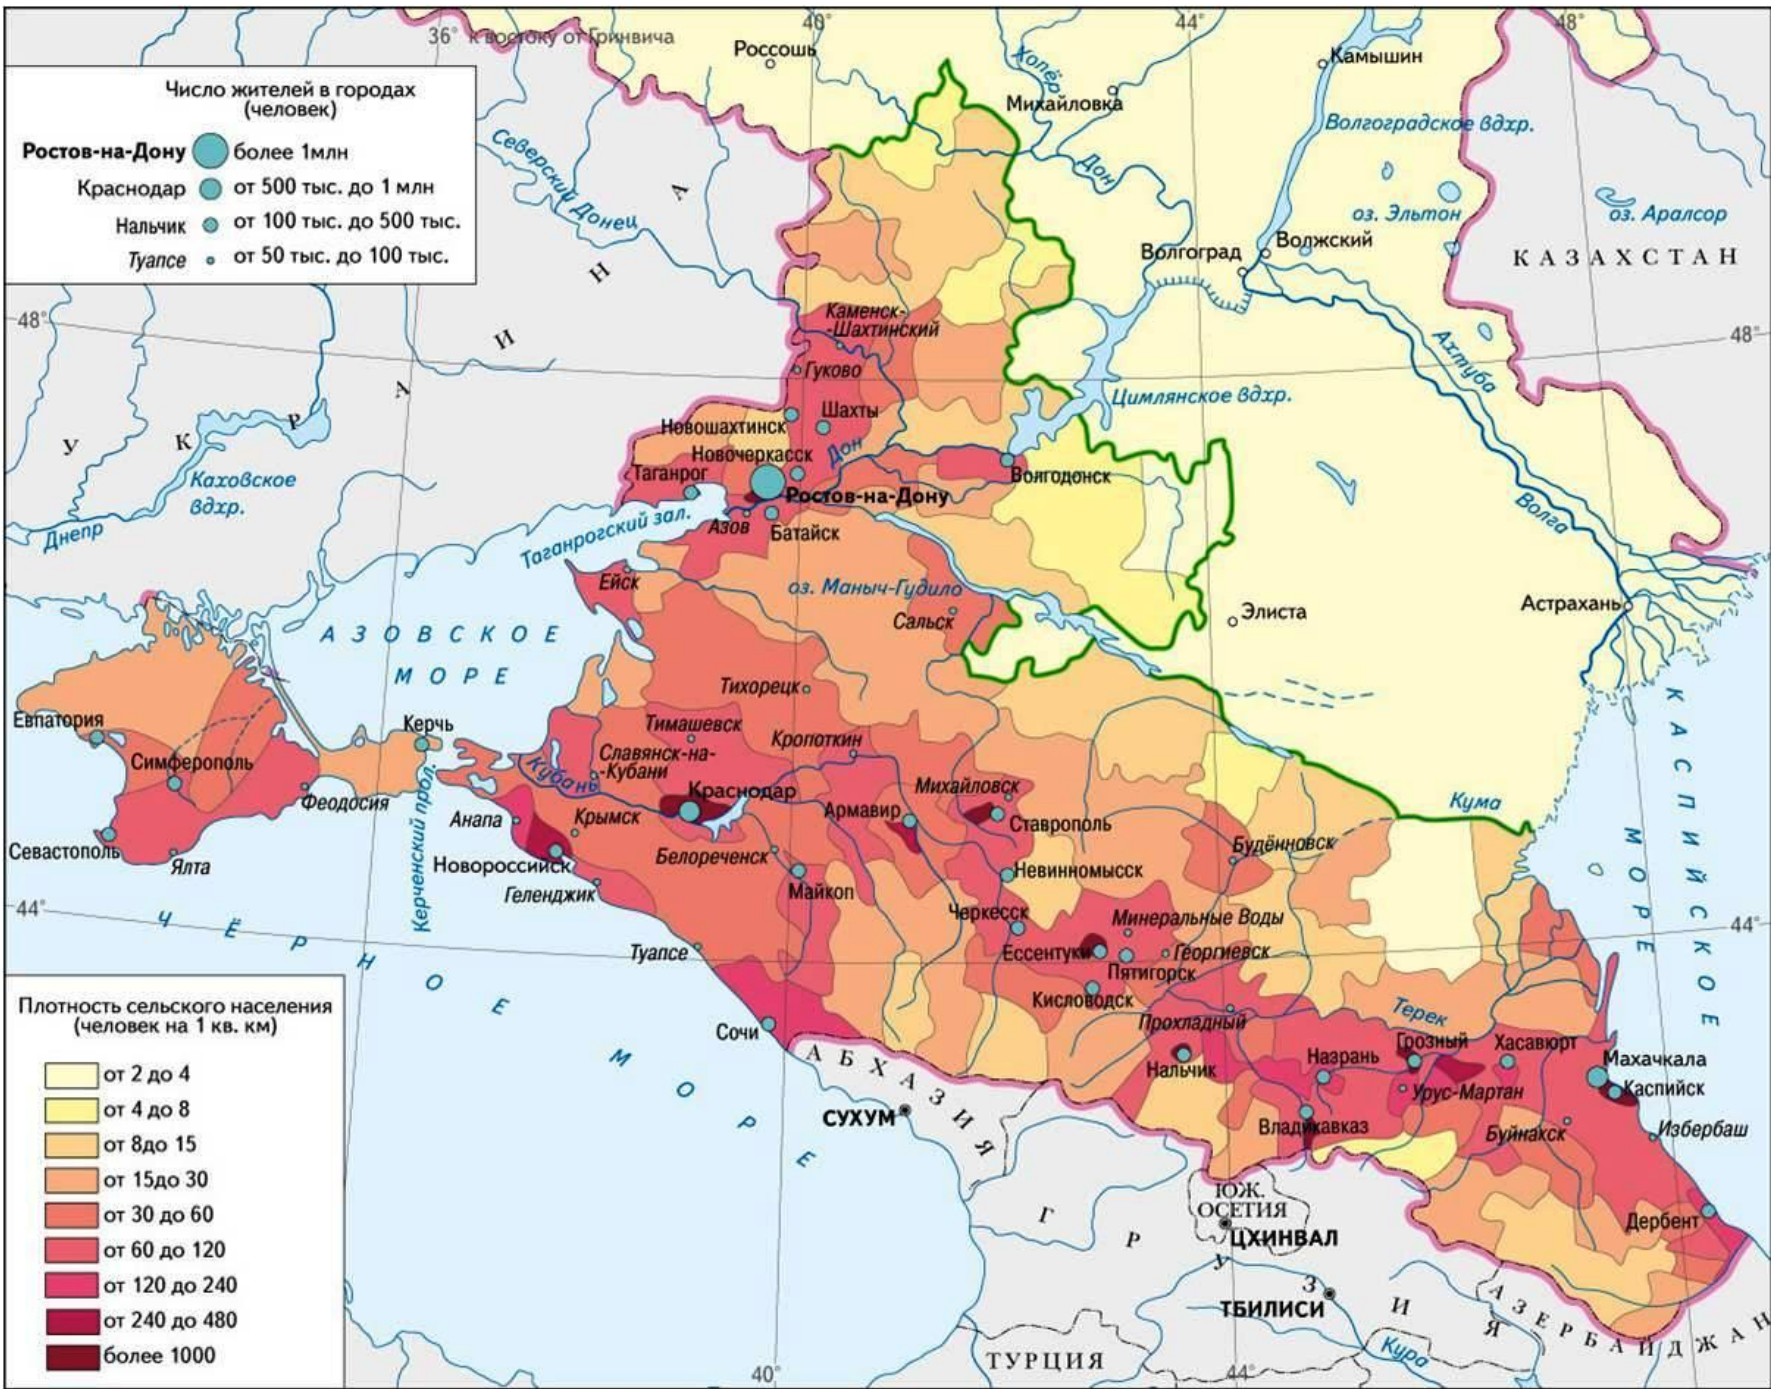 36° к востоку от Гринвича
40°
44°
48°
Россошь
Хопёр
Камышин
Михайловка
Волгоградское вдхр.
Число жителей в городах
(человек)
Ростов-на-Дону более 1млн
Краснодар от 500 тыс. до 1 млн
Нальчик от 100 тыс. до 500 тыс.
Туапсе от 50 тыс. до 100 тыс.
Северский Донец
Дон
оз. Эльтон
оз. Аралсор
Волгоград
Волжский
КАЗАХСТАН
УКРАИНА
48°
48°
Каменск-
-Шахтинский
Гуково
Ахтуба
Цимлянское вдхр.
Шахты
Новошахтинск
Дон
Новочеркасск
Таганрог
Волгодонск
Каховское
вдхр.
Ростов-на-Дону
Днепр
Таганрогский зал.
Азов
Батайск
Волга
Ейск
оз. Маныч-Гудило
Сальск
Элиста
Астрахань
АЗОВСКОЕ
МОРЕ
Тихорецк
КАСПИЙСКОЕ
МОРЕ
Евпатория
Керчь
Тимашевск
Славянск-на-
-Кубани
Кропоткин
Симферополь
Кубань
Краснодар
Михайловск
Феодосия
Керченский прол.
Анапа
Крымск
Армавир
Ставрополь
Кума
Севастополь
Ялта
Новороссийск
Белореченск
Будённовск
Геленджик
Майкоп
Невинномысск
44°
44°
ЧЁРНОЕ МОРЕ
Черкесск
Минеральные Воды
Туапсе
Ессентуки
Георгиевск
Пятигорск
Кисловодск
Плотность сельского населения
(человек на 1 кв. км)
от 2 до 4
от 4 до 8
от 8до 15
от 15до 30
от 30 до 60
от 60 до 120
от 120 до 240
от 240 до 480
более 1000
Сочи
Прохладный
Терек
АБХАЗИЯ
Нальчик
Назрань
Грозный
Хасавюрт
Махачкала
Каспийск
Урус-Мартан
СУХУМ
Владикавказ
Буйнакск
Избербаш
ЮЖ.
ОСЕТИЯ
ЦХИНВАЛ
Дербент
ГРУЗИЯ
ТБИЛИСИ
АЗЕРБАЙДЖАН
Кура
ТУРЦИЯ
40°
44°